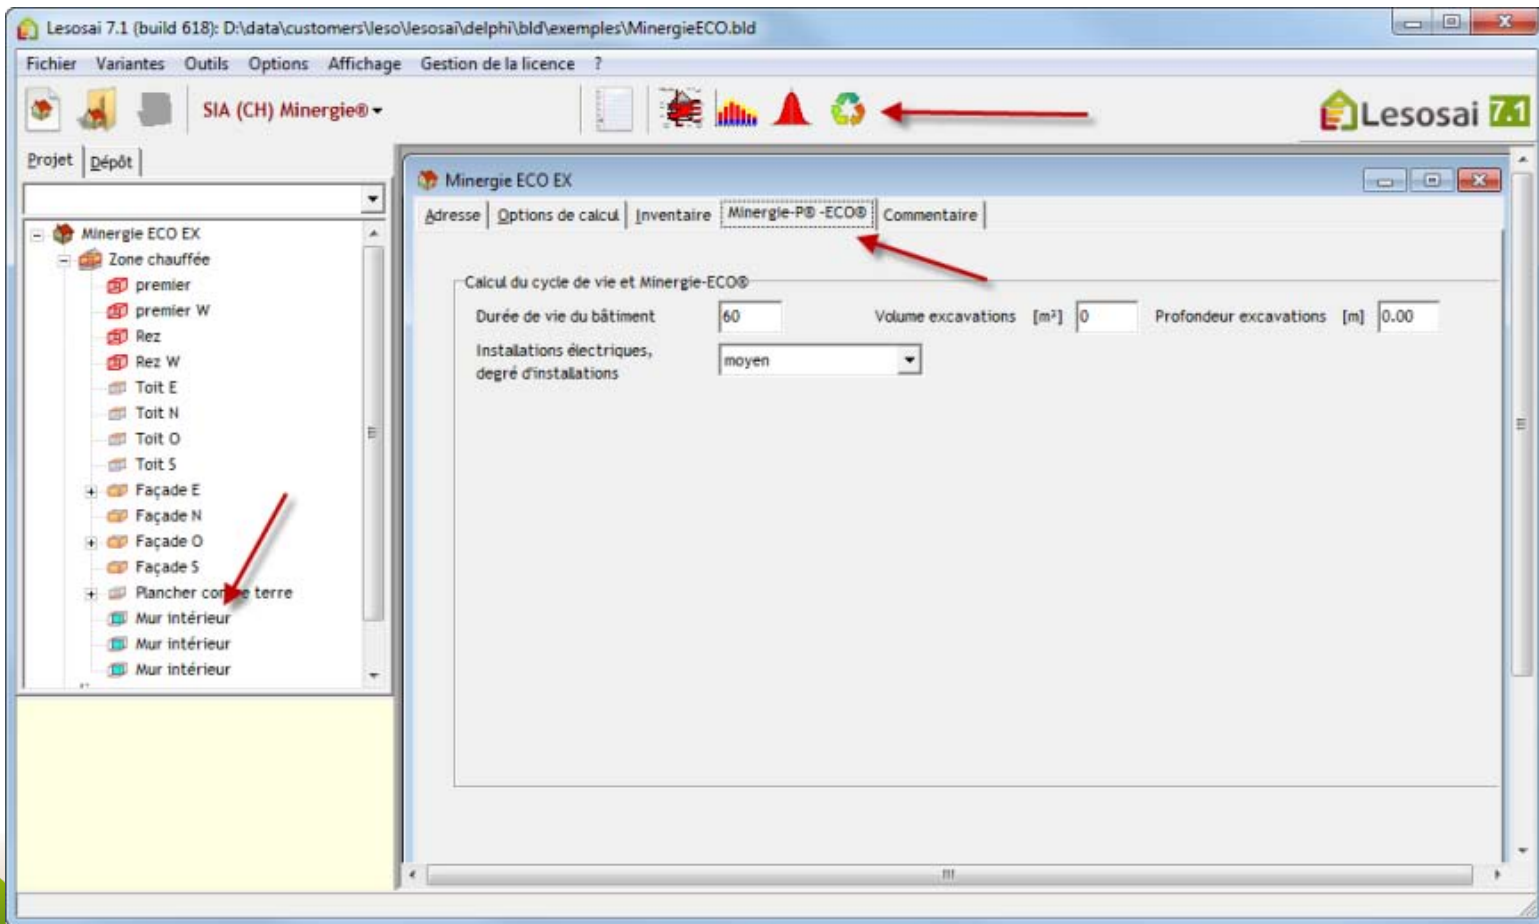 Lesosai 7.1 (build 618): D:\data\customers\leso\lesosai\delphi\bld\exemples\MinergieECO.bld
Fichier Variantes Outils Options Affichage Gestion de la licence ?
SIA (CH) Minergie®
Lesosai 7.1
Projet Dépôt
Minergie ECO EX
Zone chauffée
premier
premier W
Rez
Rez W
Toit E
Toit N
Toit O
Toit S
Façade E
Façade N
Façade O
Façade S
Plancher contre terre
Mur intérieur
Mur intérieur
Mur intérieur
Minergie ECO EX
Adresse Options de calcul Inventaire Minergie-P® -ECO® Commentaire
Calcul du cycle de vie et Minergie-ECO®
Durée de vie du bâtiment 60 Volume excavations [m³] 0 Profondeur excavations [m] 0.00
Installations électriques,
degré d'installations
moyen